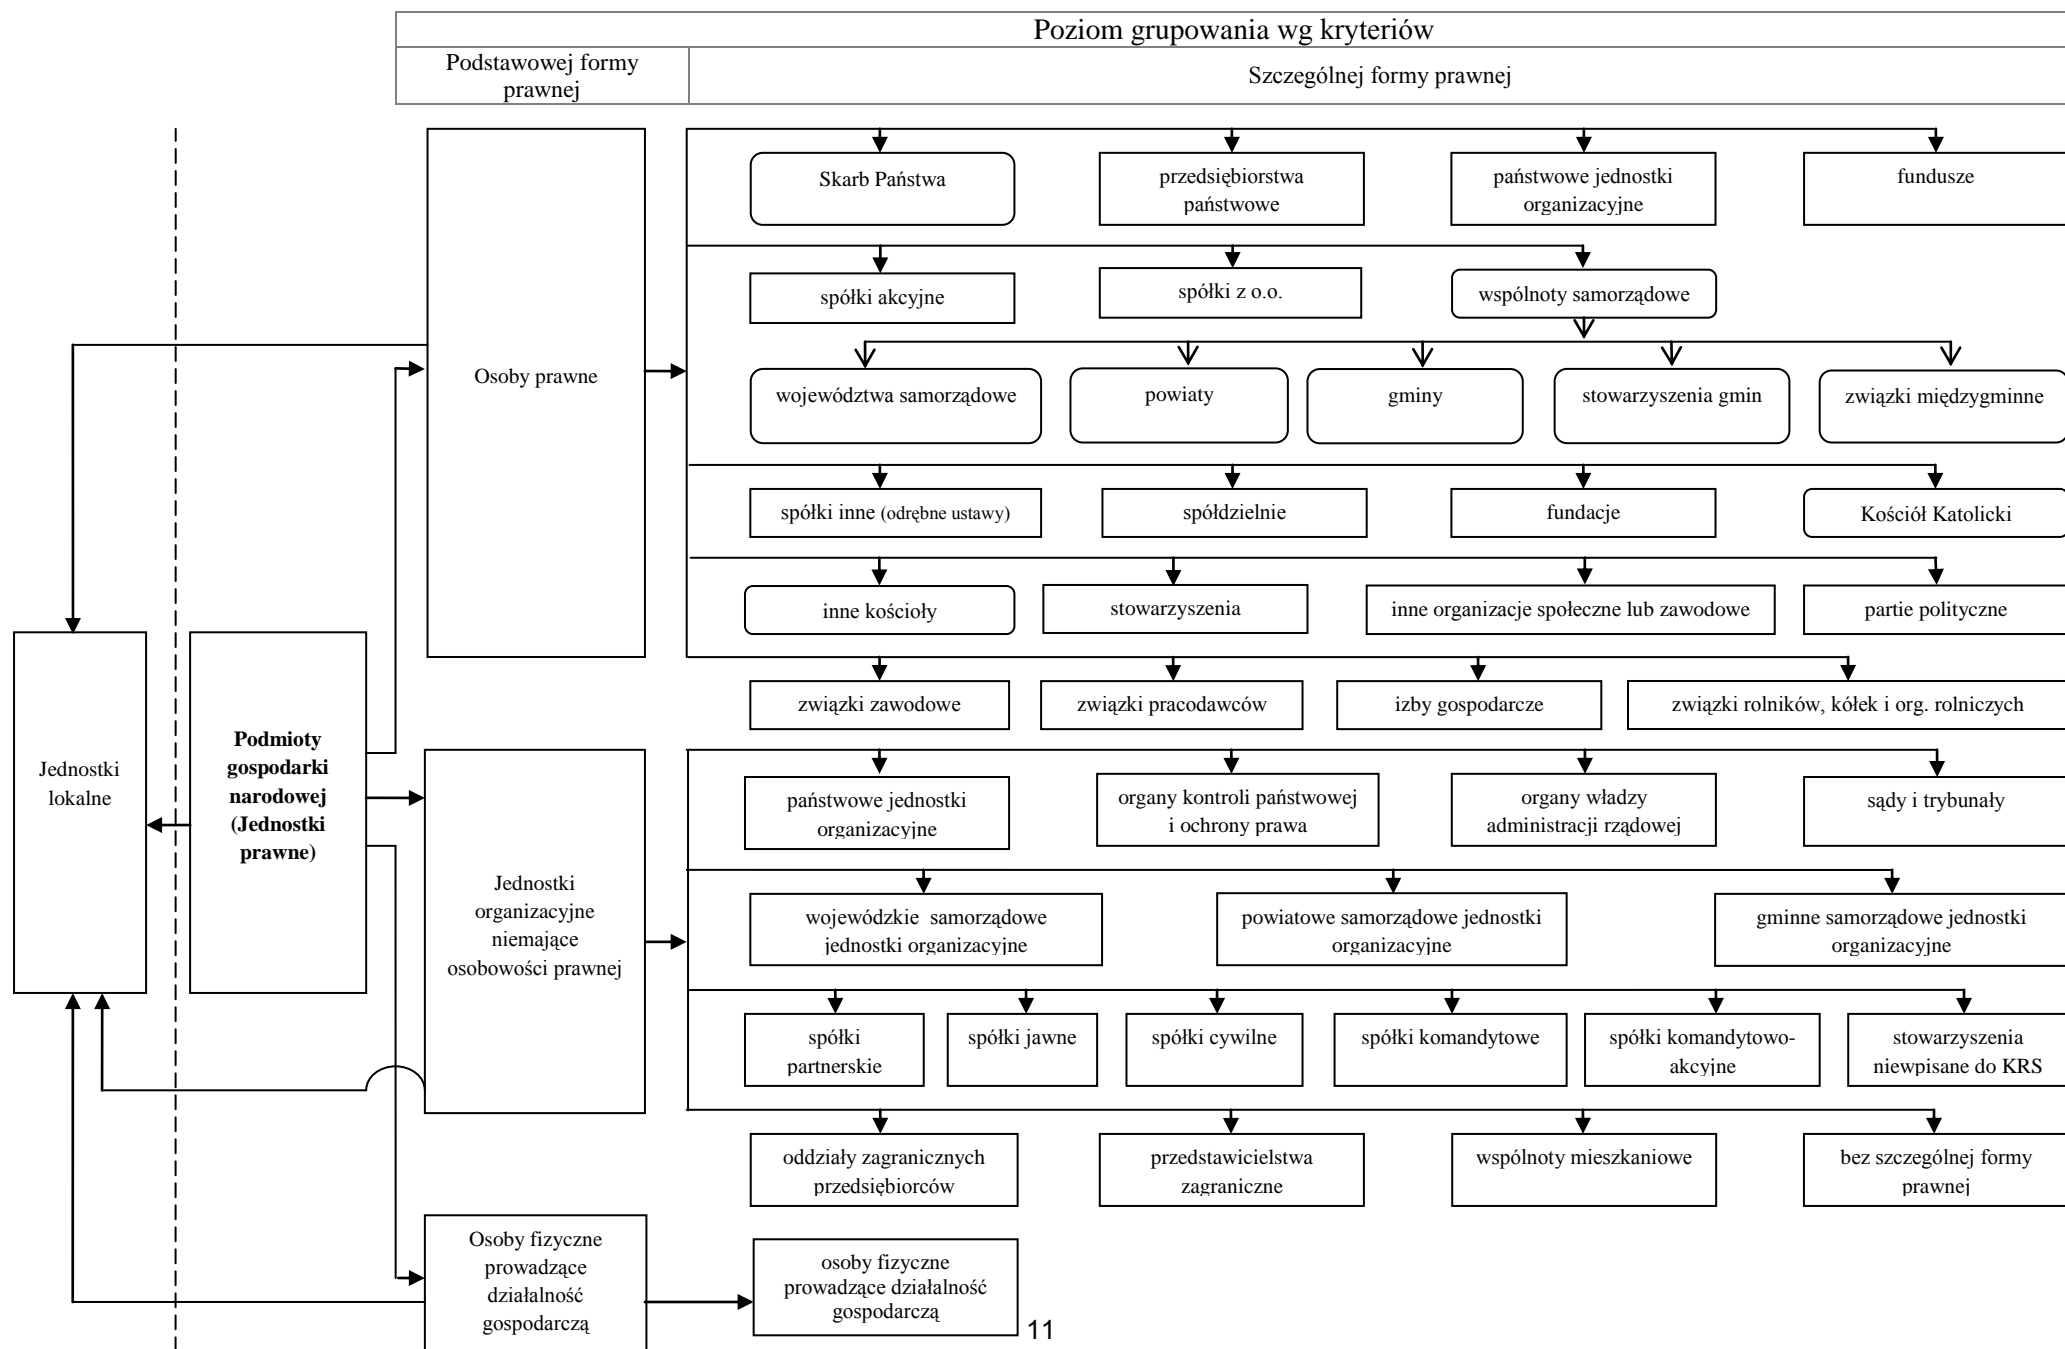 Poziom grupowania wg kryteriów
Podstawowej formy
prawnej
Szczególnej formy prawnej
Skarb Państwa
przedsiębiorstwa
państwowe
państwowe jednostki
organizacyjne
fundusze
spółki akcyjne
spółki z o.o.
wspólnoty samorządowe
Osoby prawne
województwa samorządowe
powiaty
gminy
stowarzyszenia gmin
związki międzygminne
spółki inne (odrębne ustawy)
spółdzielnie
fundacje
Kościół Katolicki
inne kościoły
stowarzyszenia
inne organizacje społeczne lub zawodowe
partie polityczne
związki zawodowe
związki pracodawców
izby gospodarcze
związki rolników, kółek i org. rolniczych
Jednostki
lokalne
Podmioty
gospodarki
narodowej
(Jednostki
prawne)
Jednostki
organizacyjne
niemające
osobowości prawnej
państwowe jednostki
organizacyjne
organy kontroli państwowej
i ochrony prawa
organy władzy
administracji rządowej
sądy i trybunały
wojewódzkie  samorządowe
jednostki organizacyjne
powiatowe samorządowe jednostki
organizacyjne
gminne samorządowe jednostki
organizacyjne
spółki
partnerskie
spółki jawne
spółki cywilne
spółki komandytowe
spółki komandytowo-
akcyjne
stowarzyszenia
niewpisane do KRS
oddziały zagranicznych
przedsiębiorców
przedstawicielstwa
zagraniczne
wspólnoty mieszkaniowe
bez szczególnej formy
prawnej
Osoby fizyczne
prowadzące
działalność
gospodarczą
osoby fizyczne
prowadzące działalność
gospodarczą
11